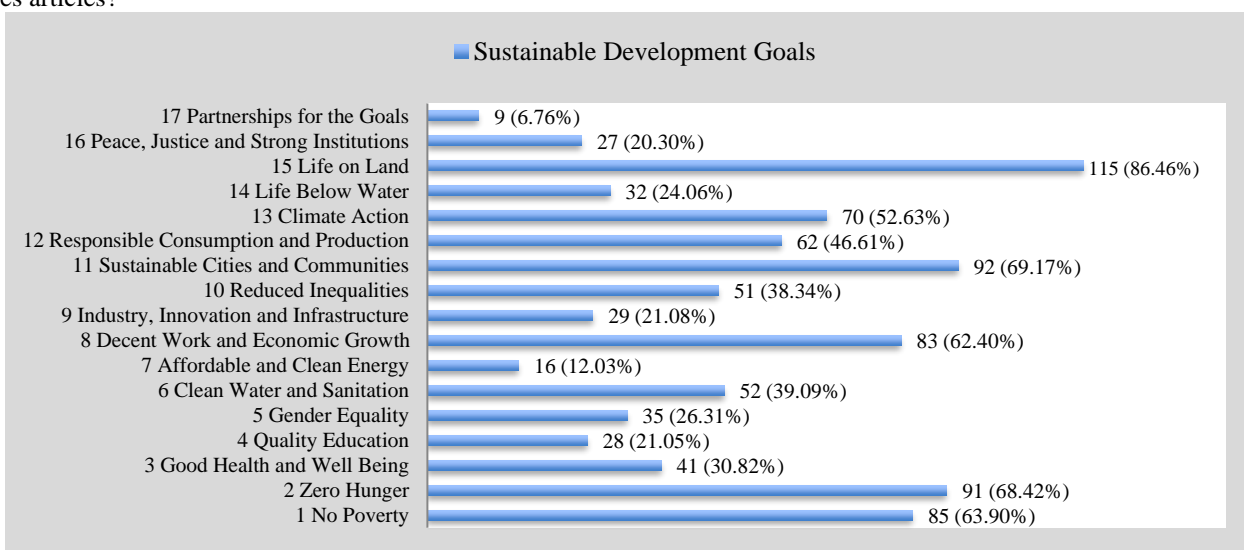 es articles?
Sustainable Development Goals
17 Partnerships for the Goals 9 (6.76%)
16 Peace, Justice and Strong Institutions 27 (20.30%)
15 Life on Land 115 (86.46%)
14 Life Below Water 32 (24.06%)
13 Climate Action 70 (52.63%)
12 Responsible Consumption and Production 62 (46.61%)
11 Sustainable Cities and Communities 92 (69.17%)
10 Reduced Inequalities 51 (38.34%)
9 Industry, Innovation and Infrastructure 29 (21.08%)
8 Decent Work and Economic Growth 83 (62.40%)
7 Affordable and Clean Energy 16 (12.03%)
6 Clean Water and Sanitation 52 (39.09%)
5 Gender Equality 35 (26.31%)
4 Quality Education 28 (21.05%)
3 Good Health and Well Being 41 (30.82%)
2 Zero Hunger 91 (68.42%)
1 No Poverty 85 (63.90%)